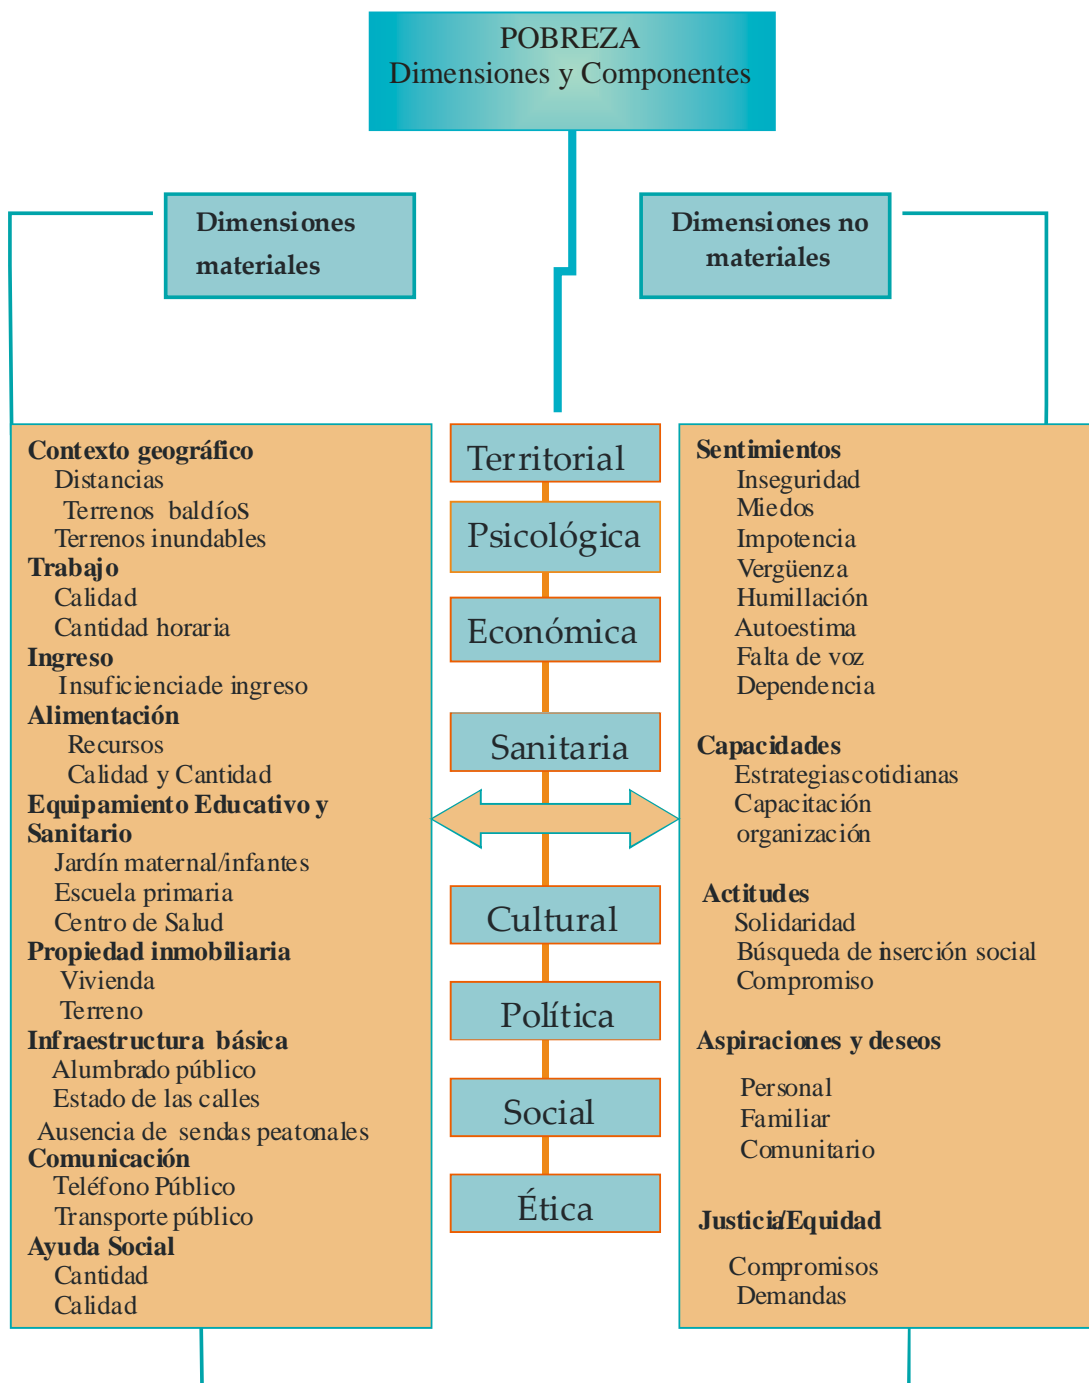 POBREZA
Dimensiones y Componentes
Dimensiones
materiales
Dimensiones no
materiales
Contexto geográfico
Distancias
Terrenos baldíos
Terrenos inundables
Trabajo
Calidad
Cantidad horaria
Ingreso
Insuficienciade ingreso
Alimentación
Recursos
Calidad y Cantidad
Equipamiento Educativo y
Sanitario
Jardín maternal/infantes
Escuela primaria
Centro de Salud
Propiedad inmobiliaria
Vivienda
Terreno
Infraestructura básica
Alumbrado público
Estado de las calles
Ausencia de sendas peatonales
Comunicación
Teléfono Público
Transporte público
Ayuda Social
Cantidad
Calidad
Territorial
Psicológica
Económica
Sanitaria
Cultural
Política
Social
Ética
Sentimientos
Inseguridad
Miedos
Impotencia
Vergüenza
Humillación
Autoestima
Falta de voz
Dependencia
Capacidades
Estrategiascotidianas
Capacitación
organización
Actitudes
Solidaridad
Búsqueda de inserción social
Compromiso
Aspiraciones y deseos
Personal
Familiar
Comunitario
Justicia/Equidad
Compromisos
Demandas